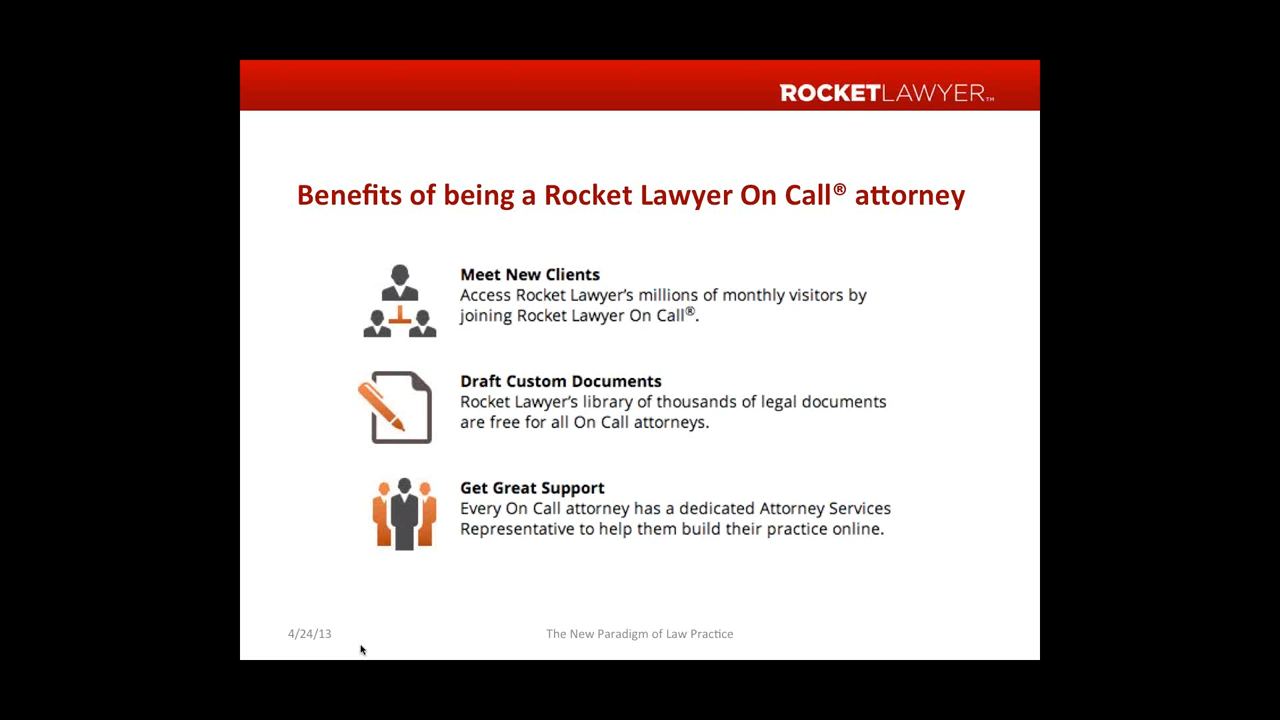 ROCKETLAWYER™
Benefits of being a Rocket Lawyer On Call® attorney
Meet New Clients
Access Rocket Lawyer’s millions of monthly visitors by
joining Rocket Lawyer On Call®.
Draft Custom Documents
Rocket Lawyer’s library of thousands of legal documents
are free for all On Call attorneys.
Get Great Support
Every On Call attorney has a dedicated Attorney Services
Representative to help them build their practice online.
4/24/13
The New Paradigm of Law Practice